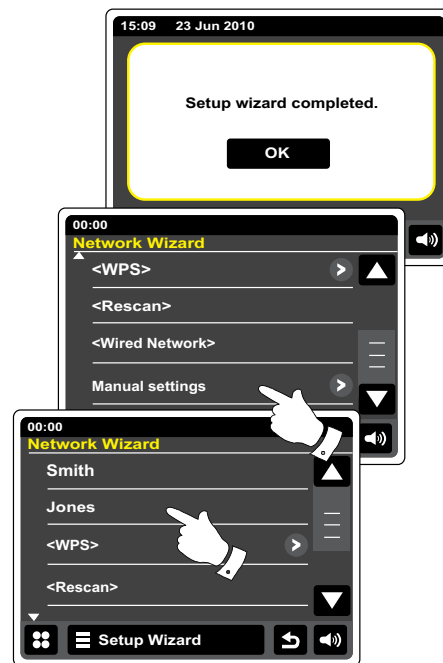 15:09 23 Jun 2010
Setup wizard completed.
OK
00:00
Network Wizard
<WPS>
<Rescan>
<Wired Network>
Manual settings
00:00
Network Wizard
Smith
Jones
<WPS>
<Rescan>
Setup Wizard